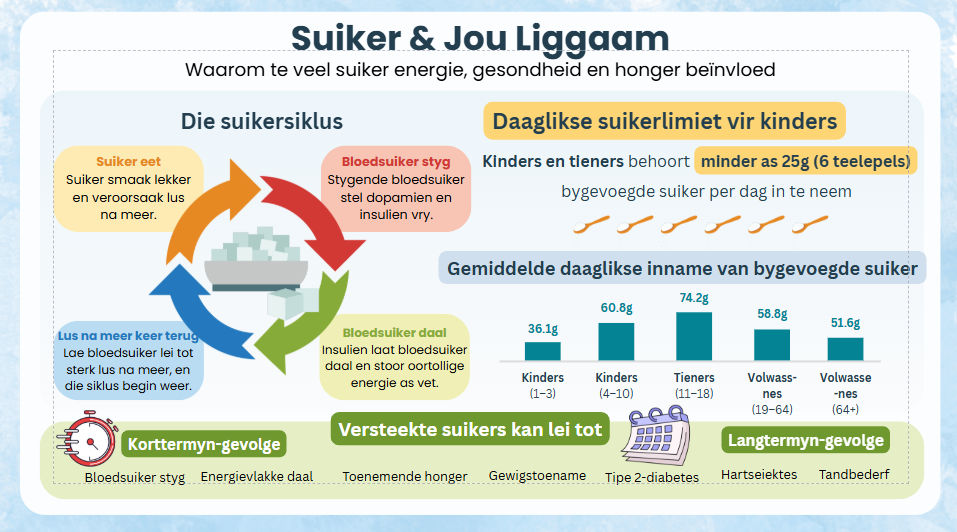 Suiker & Jou Liggaam
Waarom te veel suiker energie, gesondheid en honger beïnvloed
Die suikersiklus
Suiker eet
Suiker smaak lekker
en veroorsaak lus
na meer.
Bloedsuiker styg
Stygende bloedsuiker
stel dopamien en
insulien vry.
Lus na meer keer terug
Lae bloedsuiker lei tot
sterk lus na meer, en
die siklus begin weer.
Bloedsuiker daal
Insulien laat bloedsuiker
daal en stoor oortollige
energie as vet.
Daaglikse suikerlimiet vir kinders
Kinders en tieners behoort minder as 25g (6 teelepels)
bygevoegde suiker per dag in te neem
Gemiddelde daaglikse inname van bygevoegde suiker
36.1g
60.8g
74.2g
58.8g
51.6g
Kinders
(1–3)
Kinders
(4–10)
Tieners
(11–18)
Volwass-
nes
(19–64)
Volwasse
-nes
(64+)
Versteekte suikers kan lei tot
Korttermyn-gevolge
Langtermyn-gevolge
Bloedsuiker styg
Energievlakke daal
Toenemende honger
Gewigstoename
Tipe 2-diabetes
Hartseiektes
Tandbederf